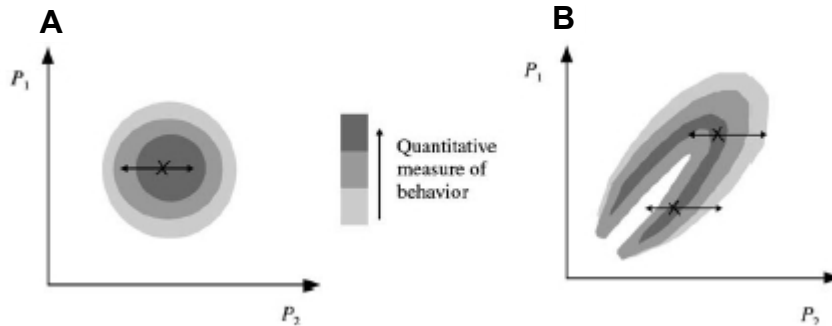 A
B
P1
P1
Quantitative
measure of
behavior
P2
P2